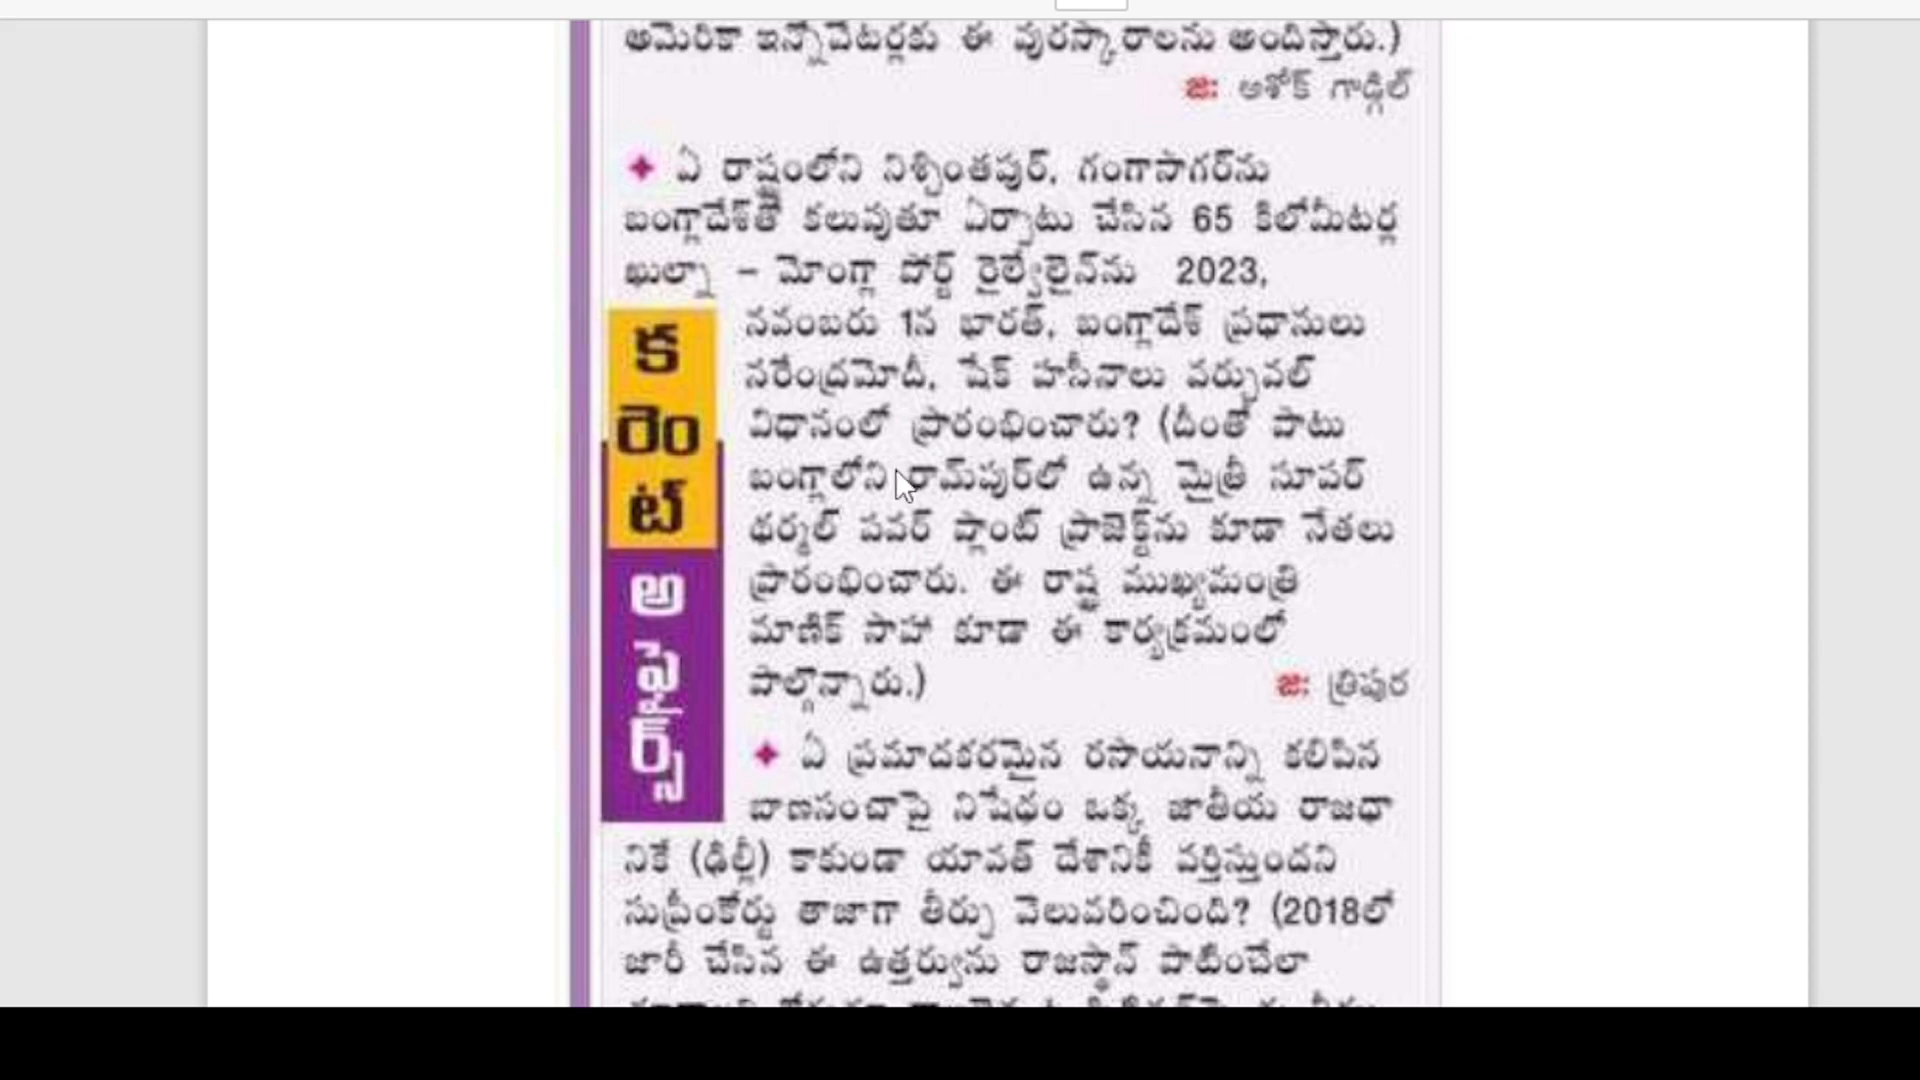 అమెరికా ఇన్నోవేటర్లకు ఈ పురస్కారాలను అందిస్తారు.)
జ: అశోక్ గాడ్గిల్
✦ ఏ రాష్ట్రంలోని నిశ్చింతపుర్, గంగాసాగర్‌ను
బంగ్లాదేశ్‌తో కలువుతూ ఏర్పాటు చేసిన 65 కిలోమీటర్ల
ఖుల్నా – మోంగ్లా పోర్ట్ రైల్వేలైన్‌ను 2023,
నవంబరు 1న భారత్, బంగ్లాదేశ్ ప్రధానులు
నరేంద్రమోదీ, షేక్ హసీనాలు వర్చువల్
విధానంలో ప్రారంభించారు? (దీంతో పాటు
బంగ్లాలోని రామ్‌పుర్‌లో ఉన్న మైత్రీ సూపర్
థర్మల్ పవర్ ప్లాంట్ ప్రాజెక్ట్‌ను కూడా నేతలు
ప్రారంభించారు. ఈ రాష్ట్ర ముఖ్యమంత్రి
మాణిక్ సాహా కూడా ఈ కార్యక్రమంలో
పాల్గొన్నారు.)
జ: త్రిపుర
కరెంట్
అఫైర్స్
✦ ఏ ప్రమాదకరమైన రసాయనాన్ని కలిపిన
బాణసంచాపై నిషేధం ఒక్క జాతీయ రాజధా
నికే (ఢిల్లీ) కాకుండా యావత్ దేశానికీ వర్తిస్తుందని
సుప్రీంకోర్టు తాజాగా తీర్పు వెలువరించింది? (2018లో
జారీ చేసిన ఈ ఉత్తర్వును రాజస్థాన్ పాటించేలా